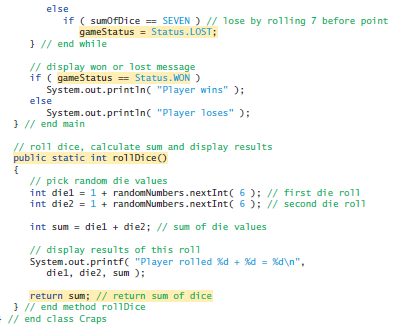 else
if ( sumOfDice == SEVEN ) // lose by rolling 7 before point
gameStatus = Status.LOST;
} // end while
// display won or lost message
if ( gameStatus == Status.WON )
System.out.println( "Player wins" );
else
System.out.println( "Player loses" );
} // end main
// roll dice, calculate sum and display results
public static int rollDice()
{
// pick random die values
int die1 = 1 + randomNumbers.nextInt( 6 ); // first die roll
int die2 = 1 + randomNumbers.nextInt( 6 ); // second die roll
int sum = die1 + die2; // sum of die values
// display results of this roll
System.out.printf( "Player rolled %d + %d = %d\n",
die1, die2, sum );
return sum; // return sum of dice
} // end method rollDice
// end class Craps